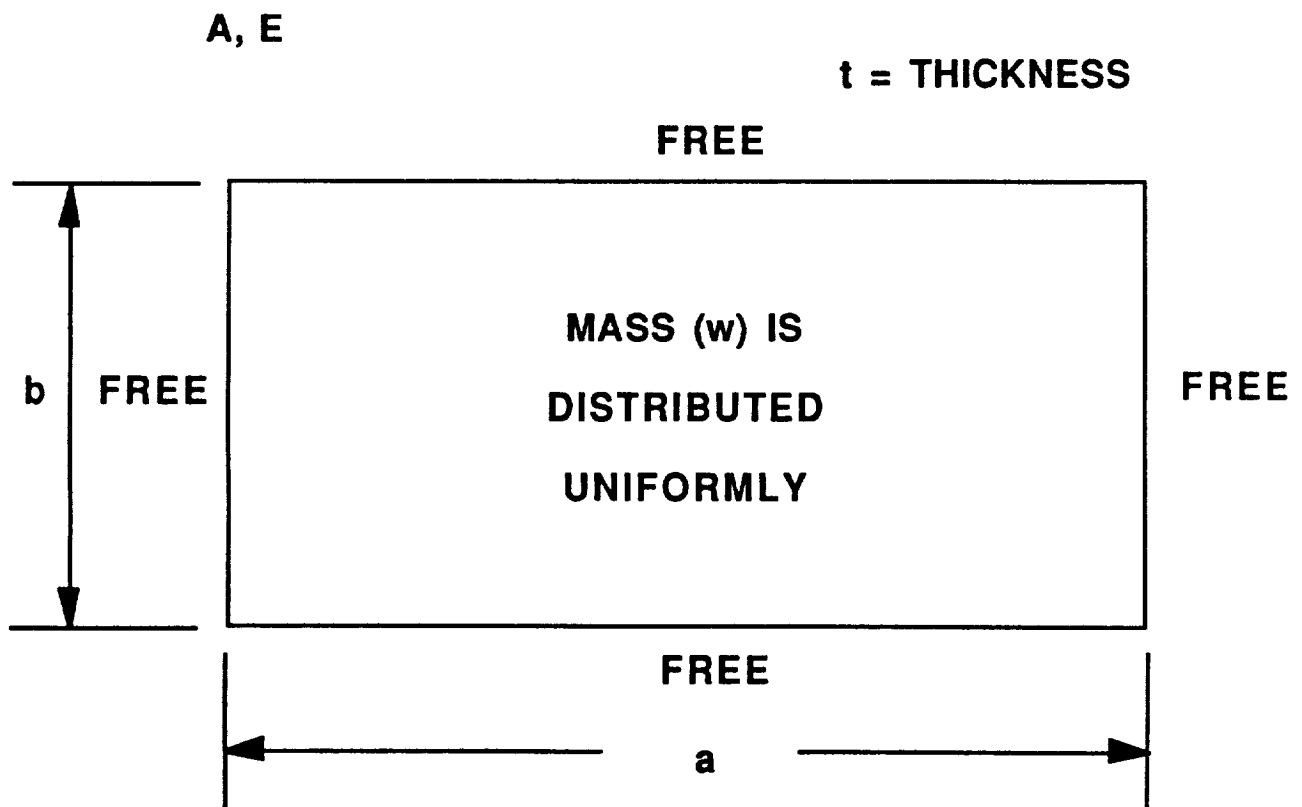 A, E
t = THICKNESS
FREE
b
FREE
MASS (w) IS
DISTRIBUTED
UNIFORMLY
FREE
FREE
a